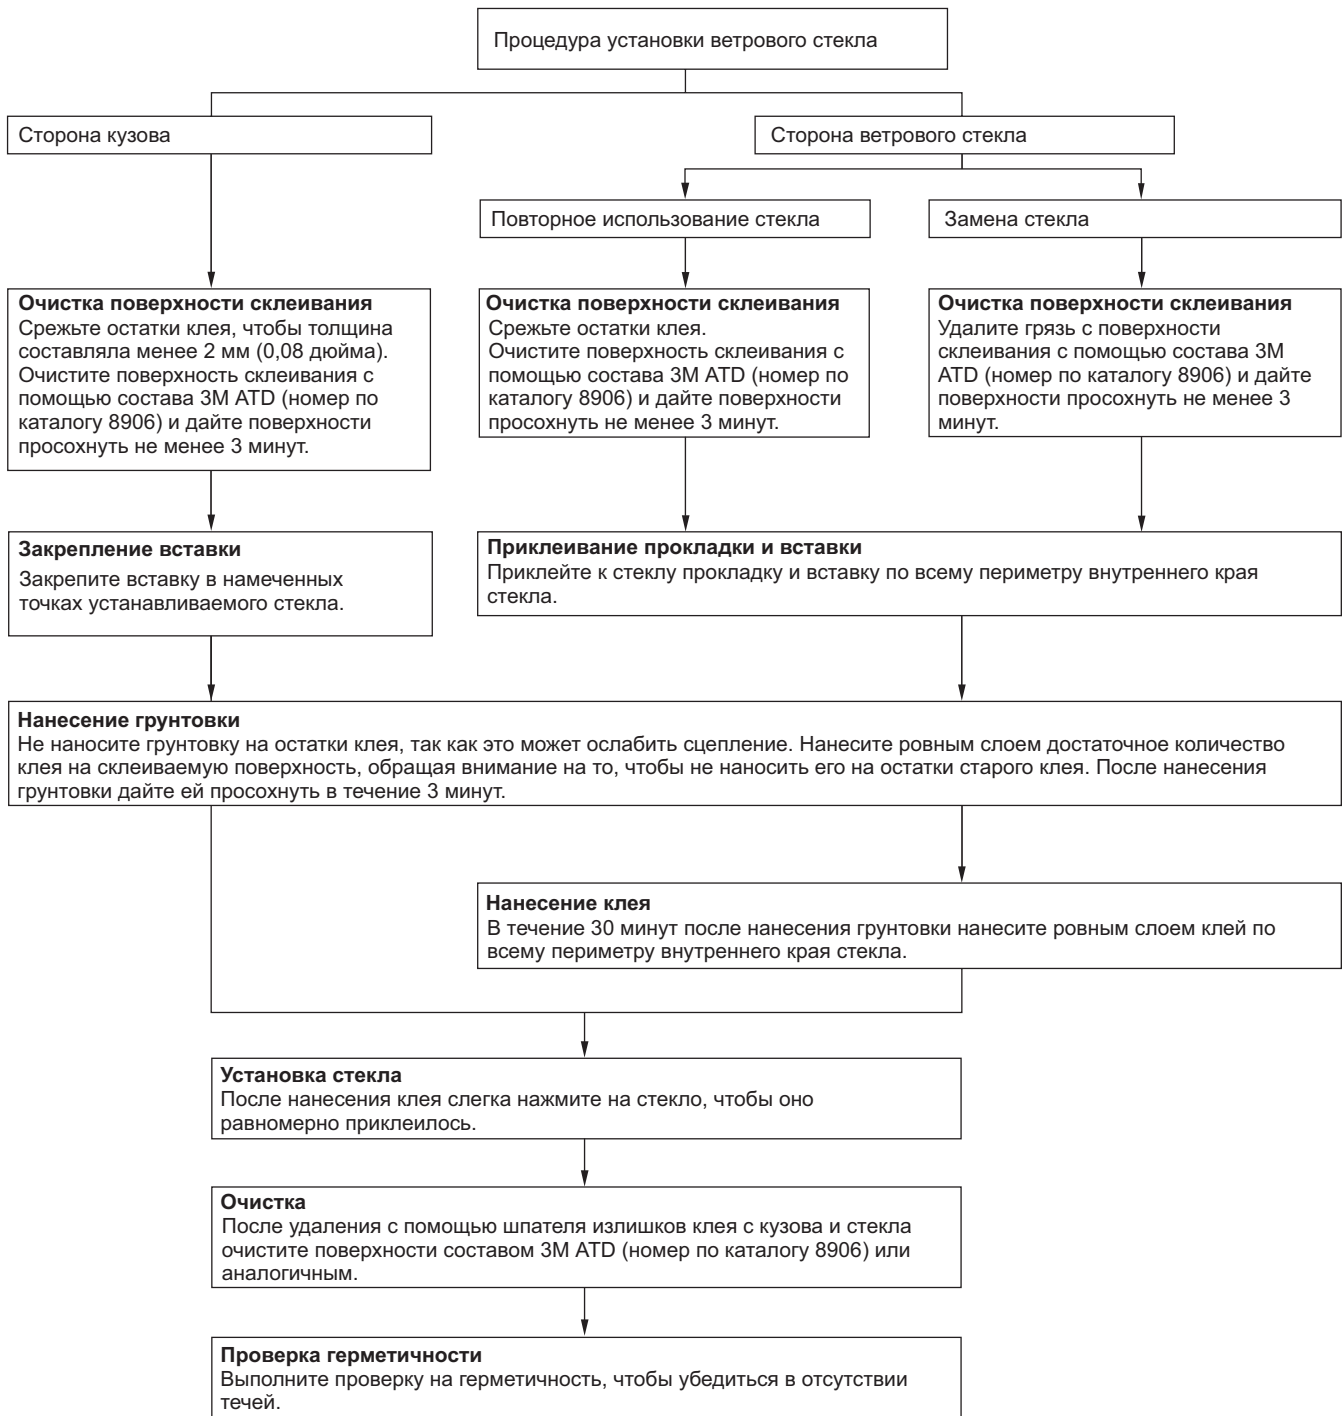 Процедура установки ветрового стекла
Сторона кузова
Сторона ветрового стекла
Повторное использование стекла
Замена стекла
Очистка поверхности склеивания
Срежьте остатки клея, чтобы толщина
составляла менее 2 мм (0,08 дюйма).
Очистите поверхность склеивания с
помощью состава 3М ATD (номер по
каталогу 8906) и дайте поверхности
просохнуть не менее 3 минут.
Очистка поверхности склеивания
Срежьте остатки клея.
Очистите поверхность склеивания с
помощью состава 3М ATD (номер по
каталогу 8906) и дайте поверхности
просохнуть не менее 3 минут.
Очистка поверхности склеивания
Удалите грязь с поверхности
склеивания с помощью состава 3М
ATD (номер по каталогу 8906) и дайте
поверхности просохнуть не менее 3
минут.
Закрепление вставки
Закрепите вставку в намеченных
точках устанавливаемого стекла.
Приклеивание прокладки и вставки
Приклейте к стеклу прокладку и вставку по всему периметру внутреннего края
стекла.
Нанесение грунтовки
Не наносите грунтовку на остатки клея, так как это может ослабить сцепление. Нанесите ровным слоем достаточное количество
клея на склеиваемую поверхность, обращая внимание на то, чтобы не наносить его на остатки старого клея. После нанесения
грунтовки дайте ей просохнуть в течение 3 минут.
Нанесение клея
В течение 30 минут после нанесения грунтовки нанесите ровным слоем клей по
всему периметру внутреннего края стекла.
Установка стекла
После нанесения клея слегка нажмите на стекло, чтобы оно
равномерно приклеилось.
Очистка
После удаления с помощью шпателя излишков клея с кузова и стекла
очистите поверхности составом 3М ATD (номер по каталогу 8906) или
аналогичным.
Проверка герметичности
Выполните проверку на герметичность, чтобы убедиться в отсутствии
течей.